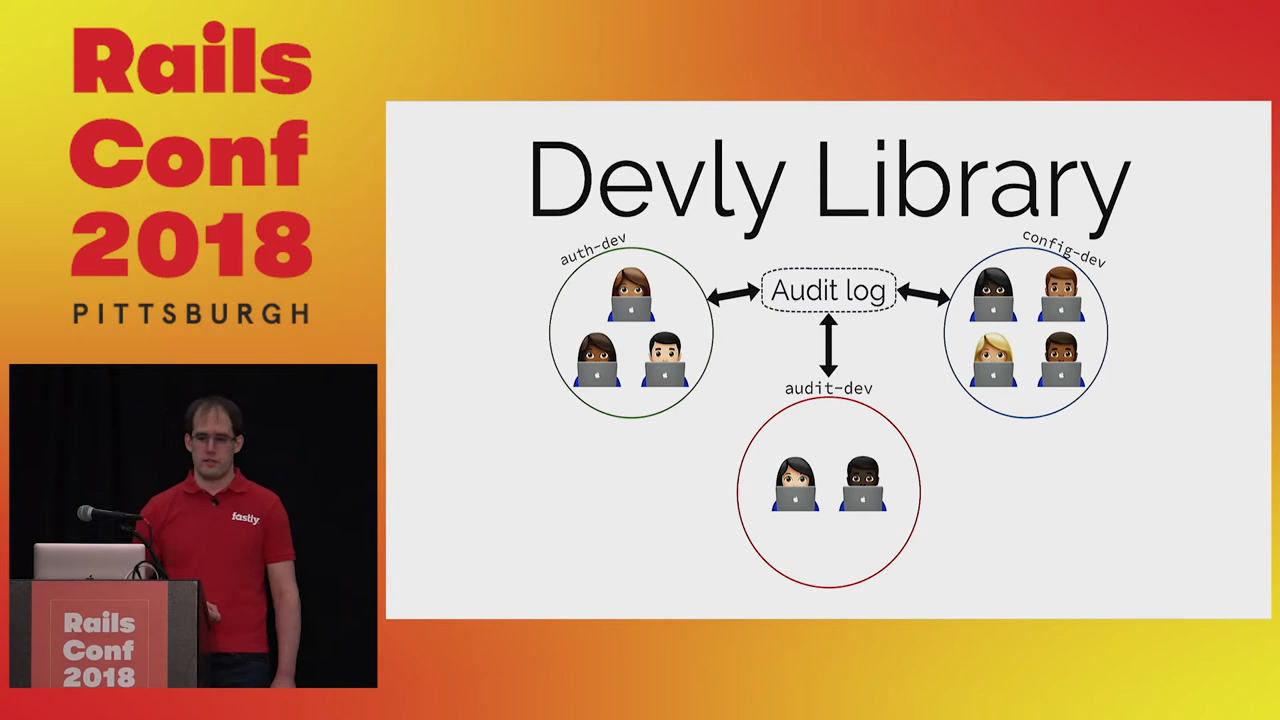 Rails
Conf
2018
PITTSBURGH
Devly Library
auth-dev
config-dev
Audit log
audit-dev
fastly
Rails
Conf
2018